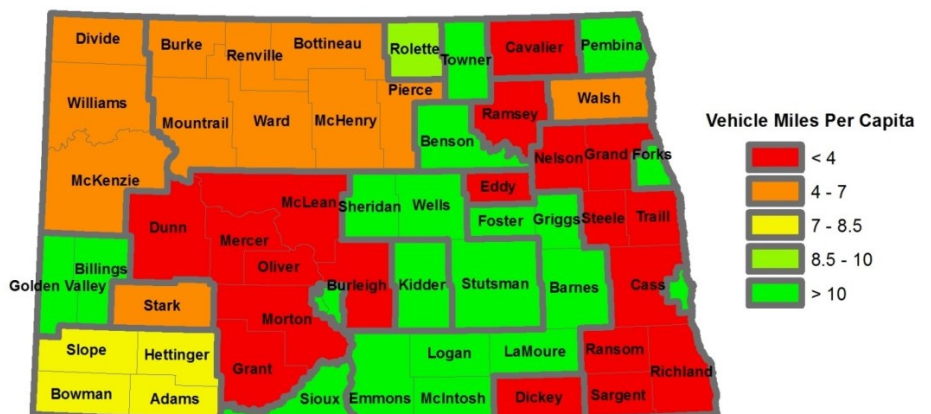 Divide
Burke
Renville
Bottineau
Rolette
Towner
Cavalier
Pembina
Williams
Mountrail
Ward
McHenry
Pierce
Benson
Ramsey
Walsh
McKenzie
Nelson
Grand Forks
Dunn
McLean
Sheridan
Wells
Eddy
Foster
Griggs
Steele
Traill
Mercer
Oliver
Golden Valley
Billings
Stark
Morton
Burleigh
Kidder
Stutsman
Barnes
Cass
Slope
Hettinger
Grant
Logan
LaMoure
Ransom
Richland
Bowman
Adams
Sioux
Emmons
McIntosh
Dickey
Sargent
Vehicle Miles Per Capita
< 4
4 - 7
7 - 8.5
8.5 - 10
> 10